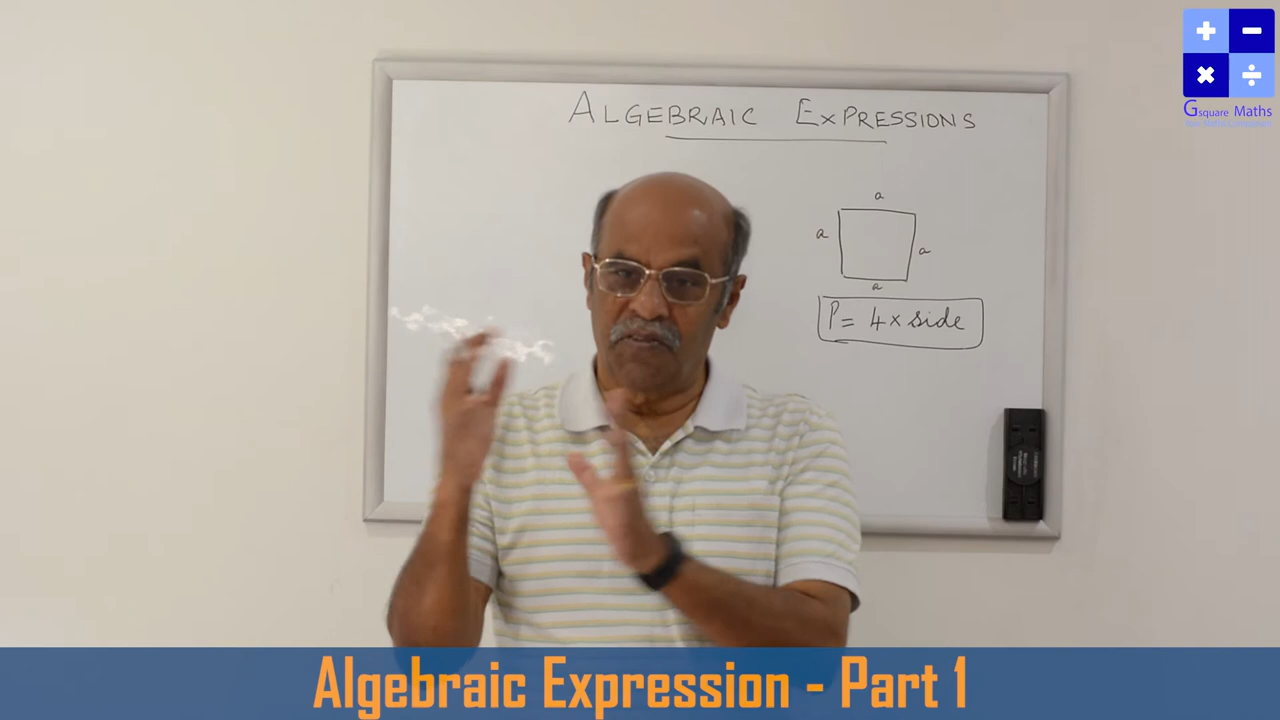 Gsquare Maths
ALGEBRAIC EXPRESSIONS
a
a
a
a
P = 4 × side
Algebraic Expression - Part 1